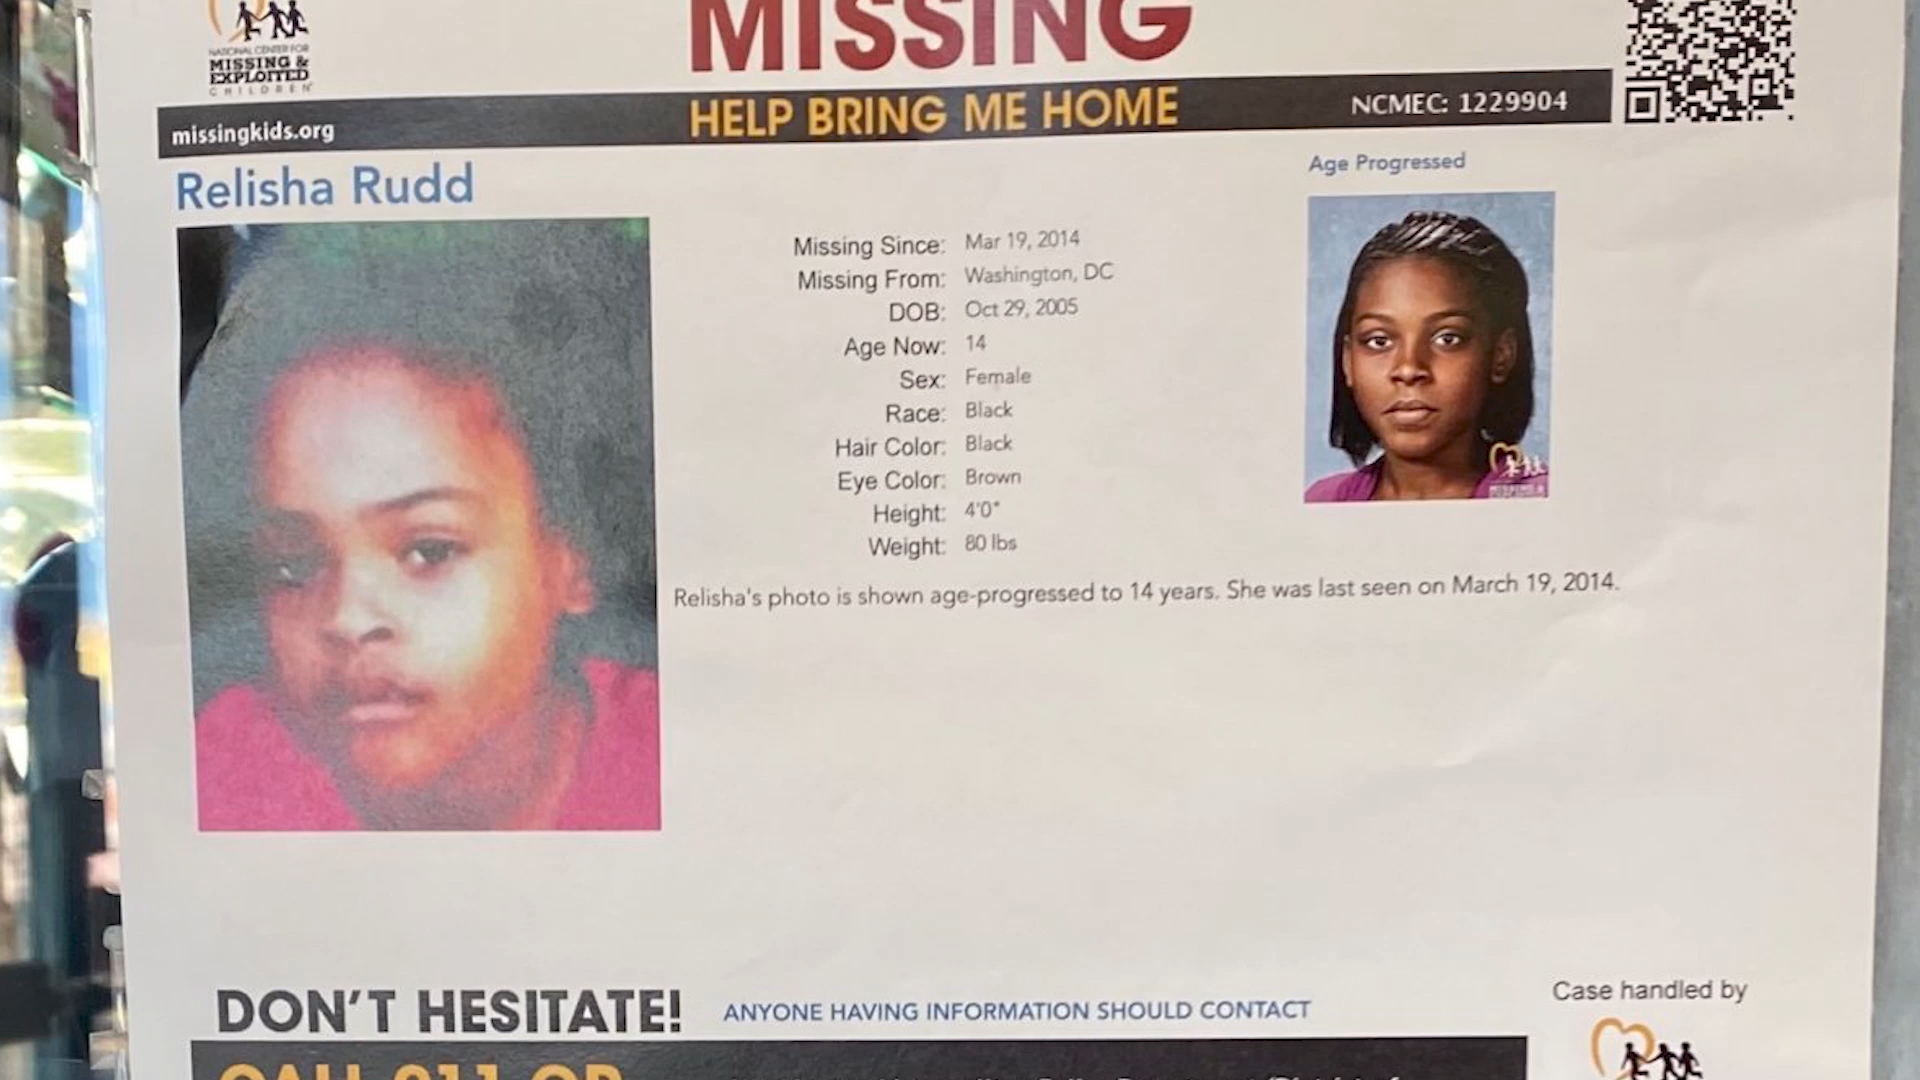 MISSING
NATIONAL CENTER FOR
MISSING &
EXPLOITED
CHILDREN
HELP BRING ME HOME
NCMEC: 1229904
missingkids.org
Relisha Rudd
Age Progressed
Missing Since: Mar 19, 2014
Missing From: Washington, DC
DOB: Oct 29, 2005
Age Now: 14
Sex: Female
Race: Black
Hair Color: Black
Eye Color: Brown
Height: 4'0"
Weight: 80 lbs
Relisha's photo is shown age-progressed to 14 years. She was last seen on March 19, 2014.
DON'T HESITATE!
ANYONE HAVING INFORMATION SHOULD CONTACT
Case handled by
CALL 911 OR